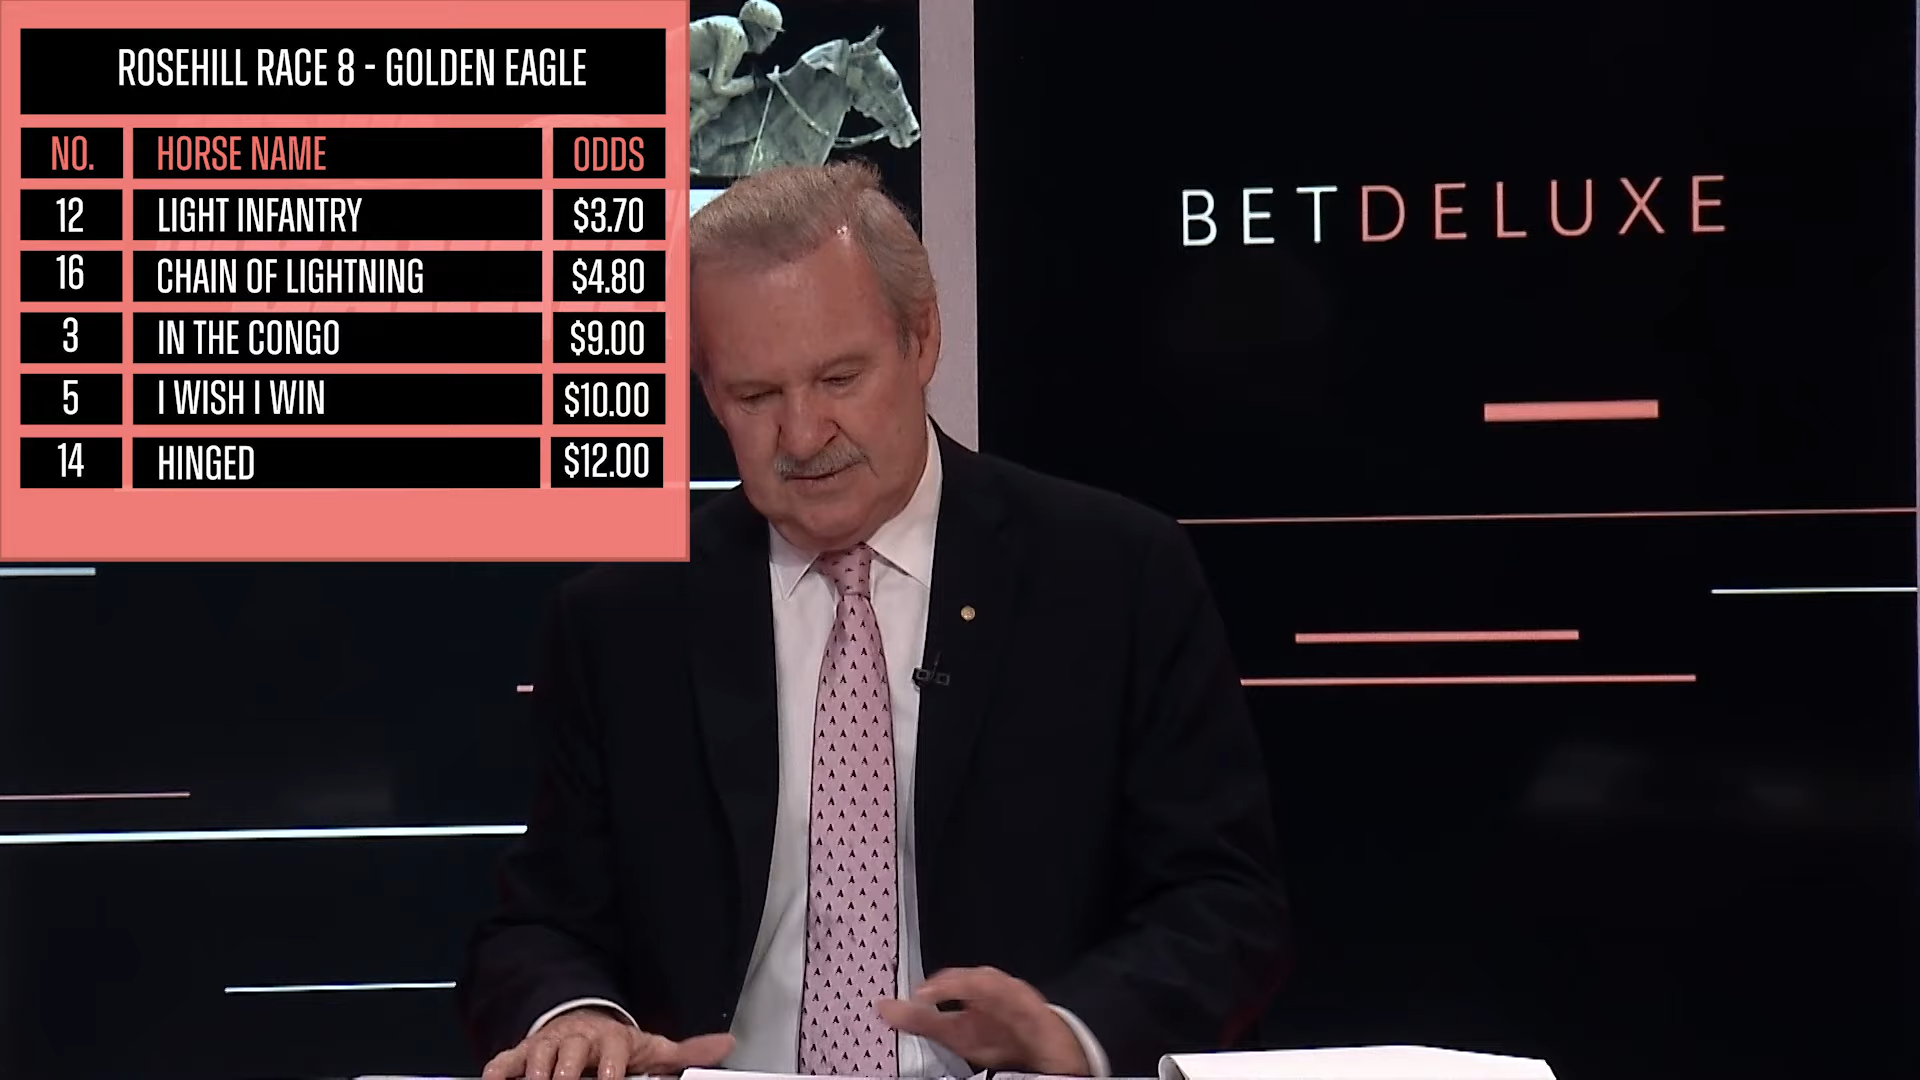 ROSEHILL RACE 8 - GOLDEN EAGLE
NO. HORSE NAME ODDS
12 LIGHT INFANTRY $3.70
16 CHAIN OF LIGHTNING $4.80
3 IN THE CONGO $9.00
5 I WISH I WIN $10.00
14 HINGED $12.00
BETDELUXE